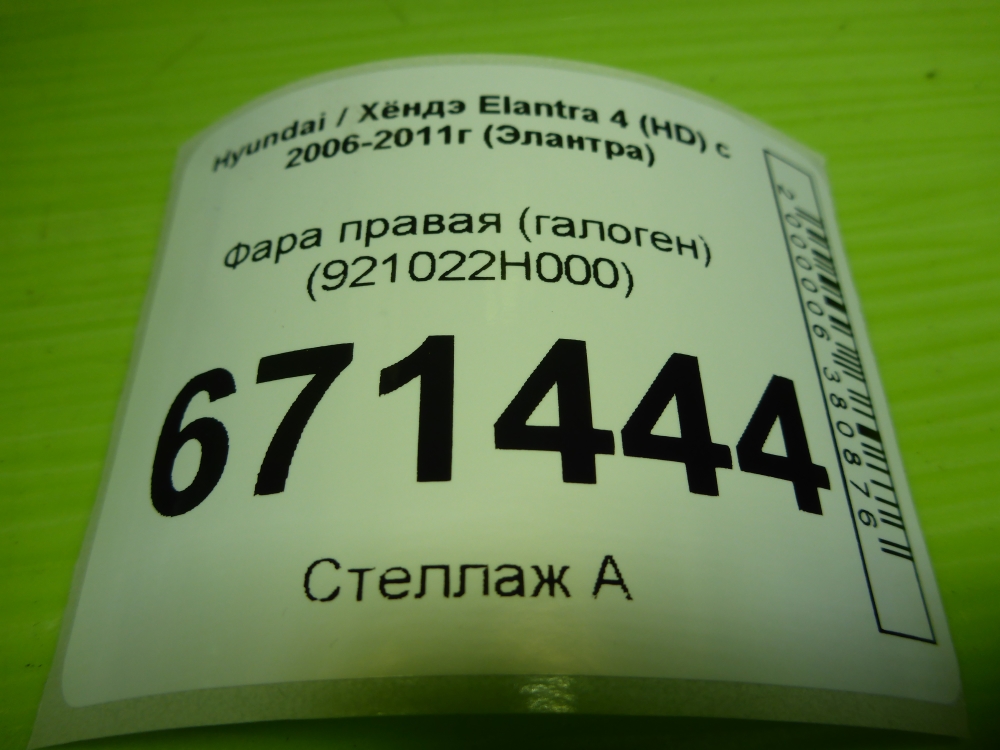 Hyundai / Хёндэ Elantra 4 (HD) с
2006-2011г (Элантра)
Фара правая (галоген)
(921022H000)
671444
Стеллаж А
2000006380876